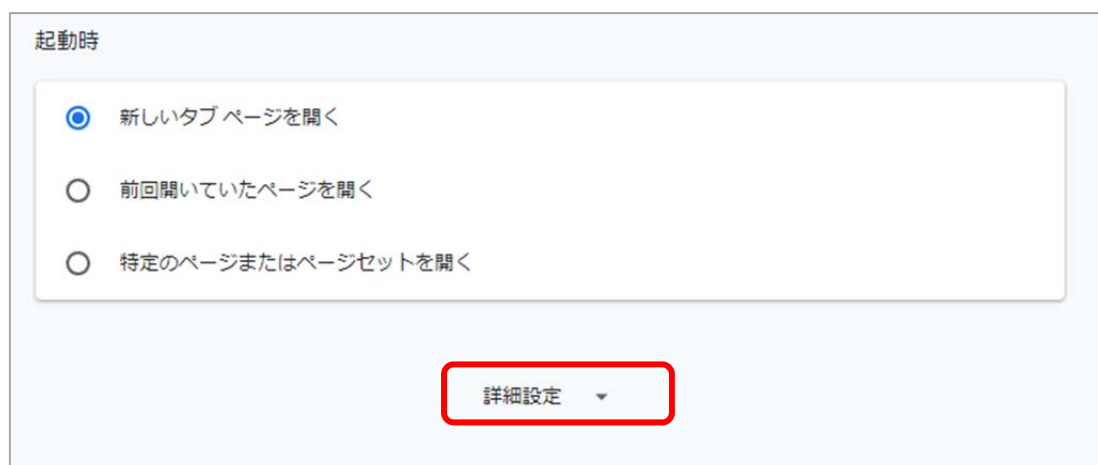 起動時
新しいタブ ページを開く
前回開いていたページを開く
特定のページまたはページセットを開く
詳細設定